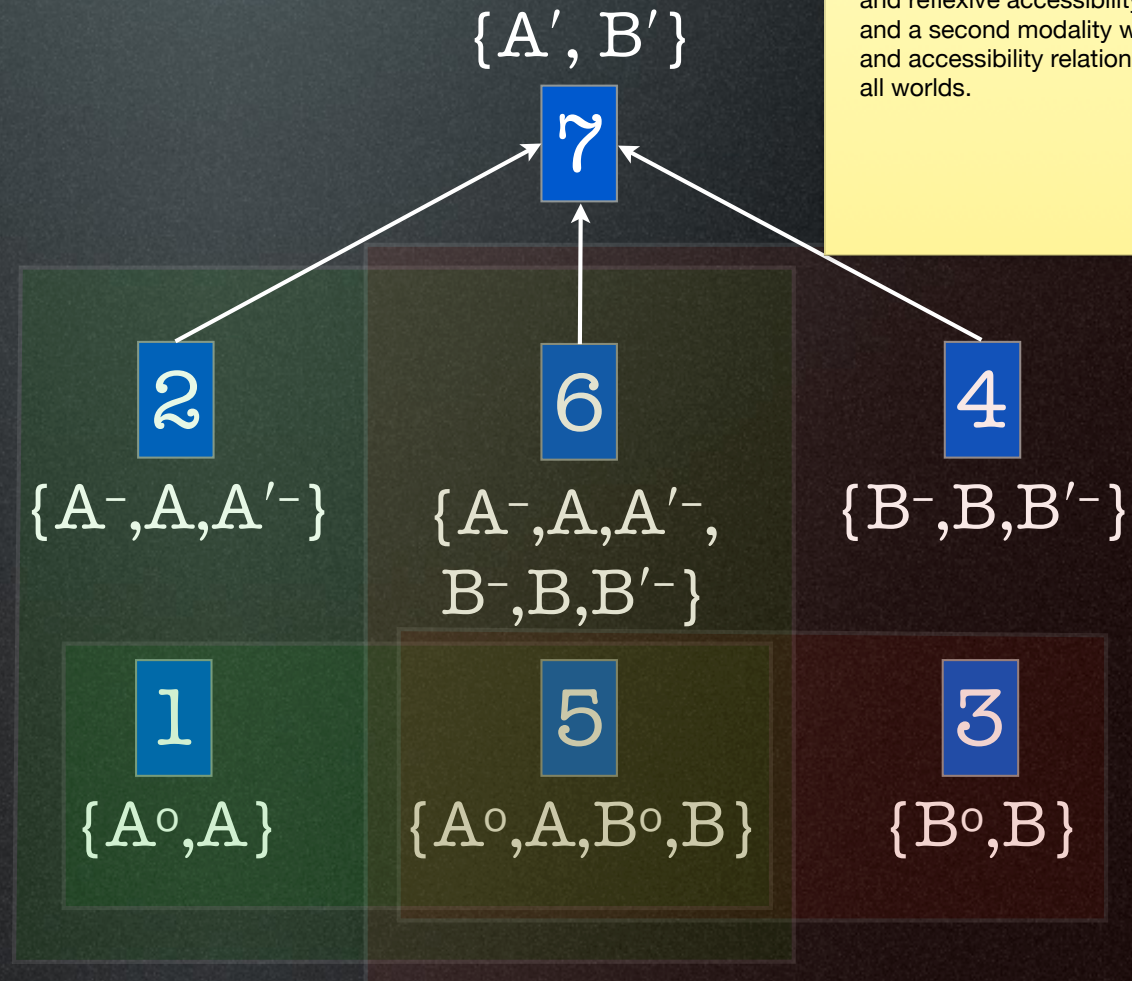 {A′, B′}
and reflexive accessibility
and a second modality
and accessibility relation
all worlds.
7
2
6
4
{A⁻,A,A′⁻}
{A⁻,A,A′⁻,
B⁻,B,B′⁻}
{B⁻,B,B′⁻}
1
5
3
{Aᵒ,A}
{Aᵒ,A,Bᵒ,B}
{Bᵒ,B}